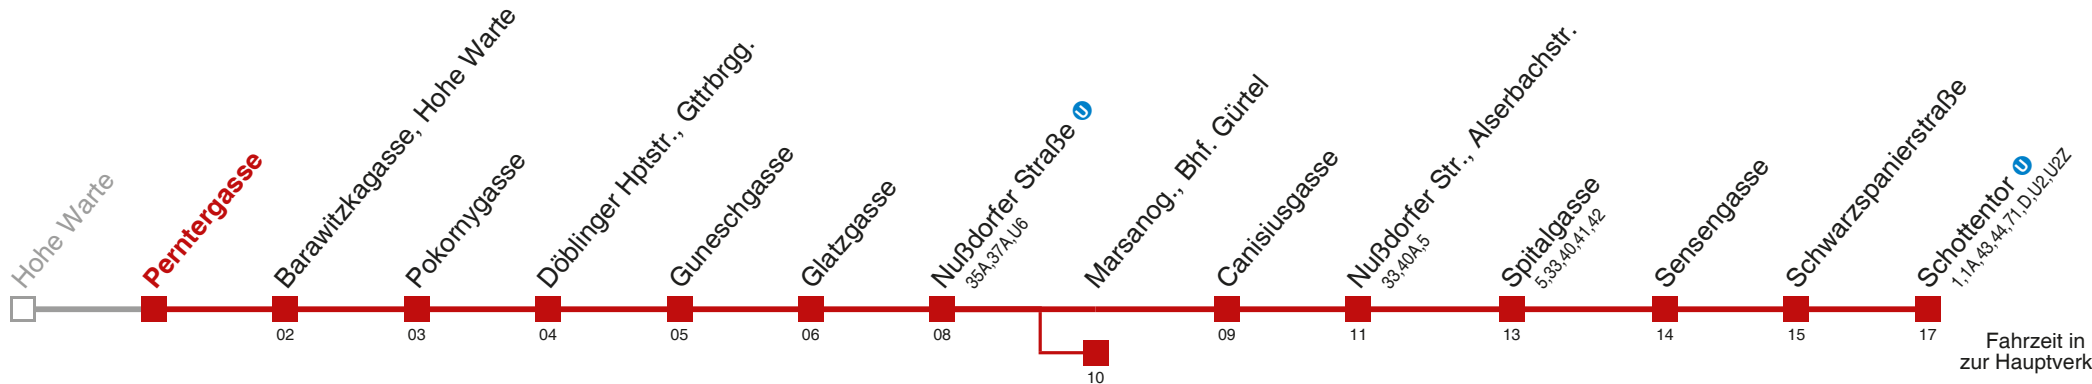 Hohe Warte
Perntergasse
Barawitzkagasse, Hohe Warte
02
Pokornygasse
03
Döblinger Hptstr., Gttrbrgg.
04
Guneschgasse
05
Glatzgasse
06
Nußdorfer Straße U
35A,37A,U6
08
Marsanog., Bhf. Gürtel
10
Canisiusgasse
09
Nußdorfer Str., Alserbachstr.
33,40A,5
11
Spitalgasse
5,33,40,41,42
13
Sensengasse
14
Schwarzspanierstraße
15
Schottentor U
1,1A,43,44,71,D,U2,U2Z
17
Fahrzeit in
zur Hauptverk